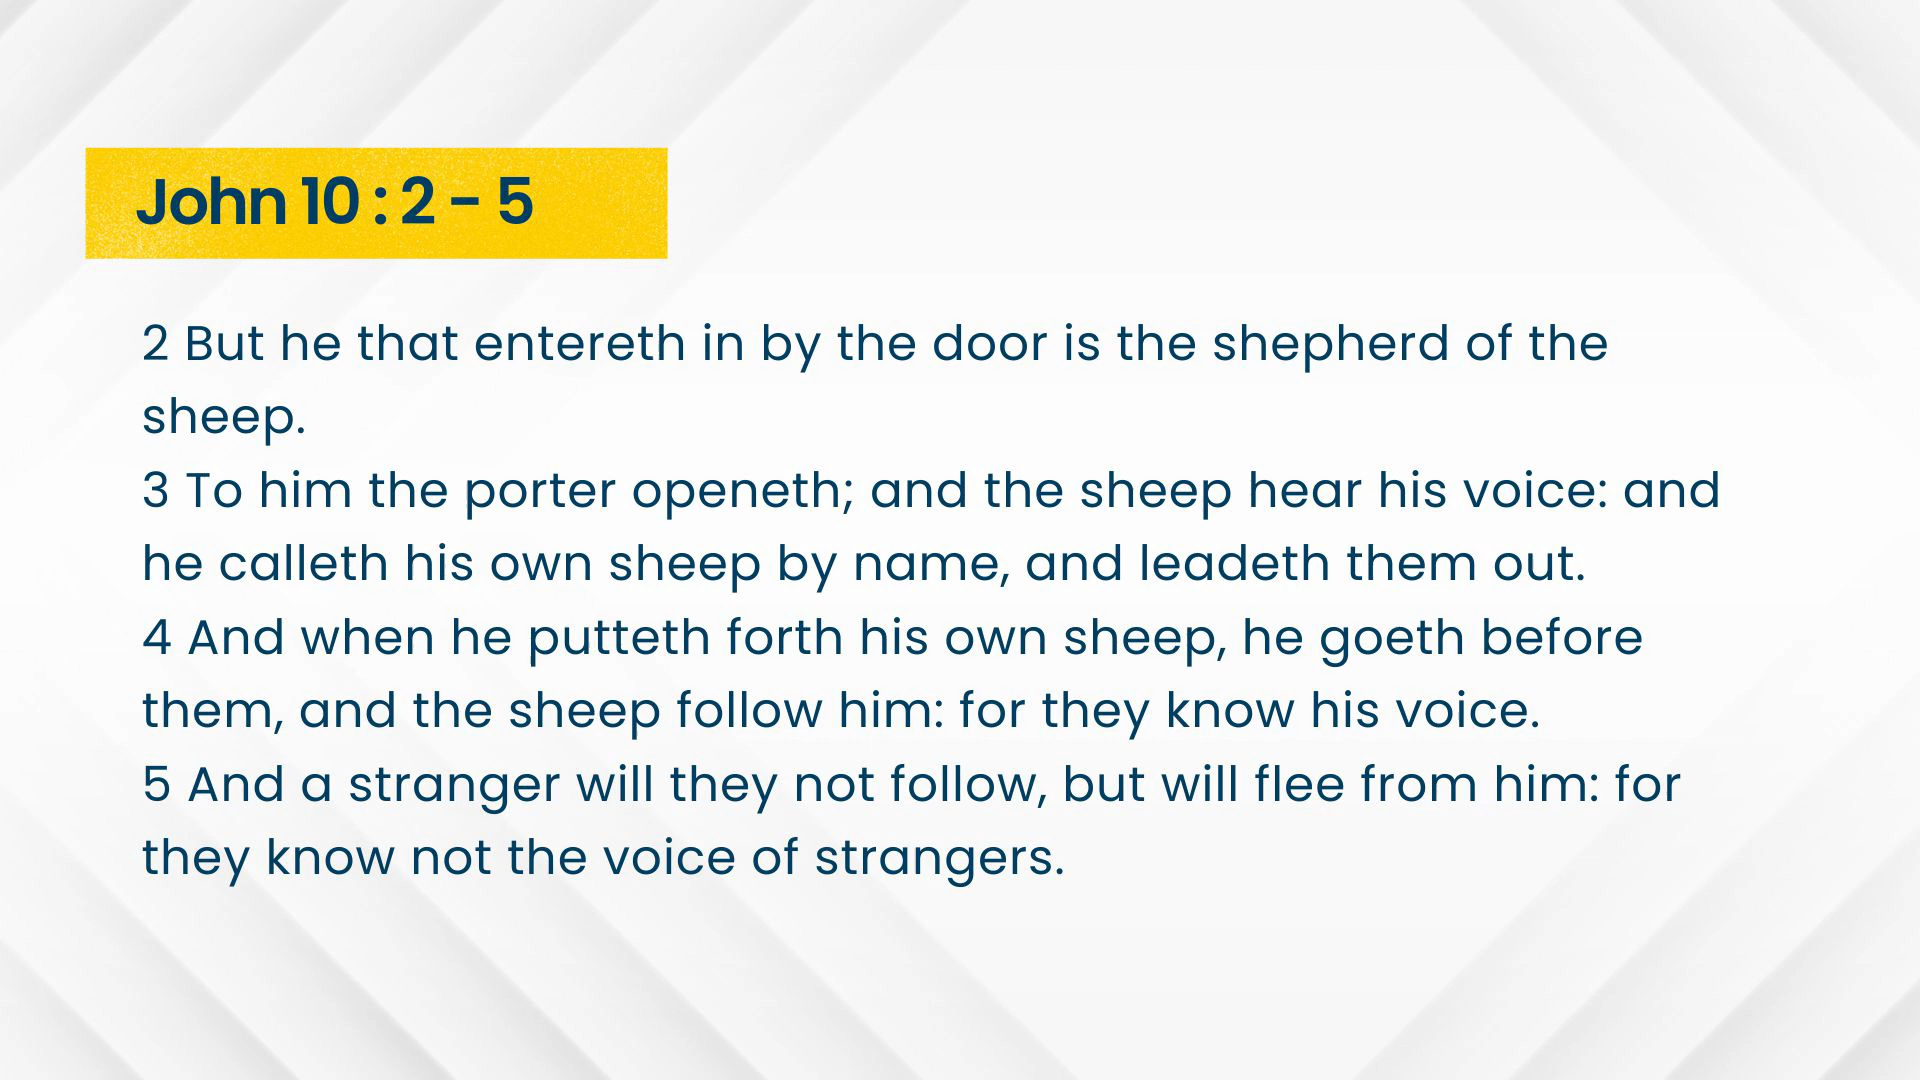 John 10 : 2 - 5
2 But he that entereth in by the door is the shepherd of the
sheep.
3 To him the porter openeth; and the sheep hear his voice: and
he calleth his own sheep by name, and leadeth them out.
4 And when he putteth forth his own sheep, he goeth before
them, and the sheep follow him: for they know his voice.
5 And a stranger will they not follow, but will flee from him: for
they know not the voice of strangers.